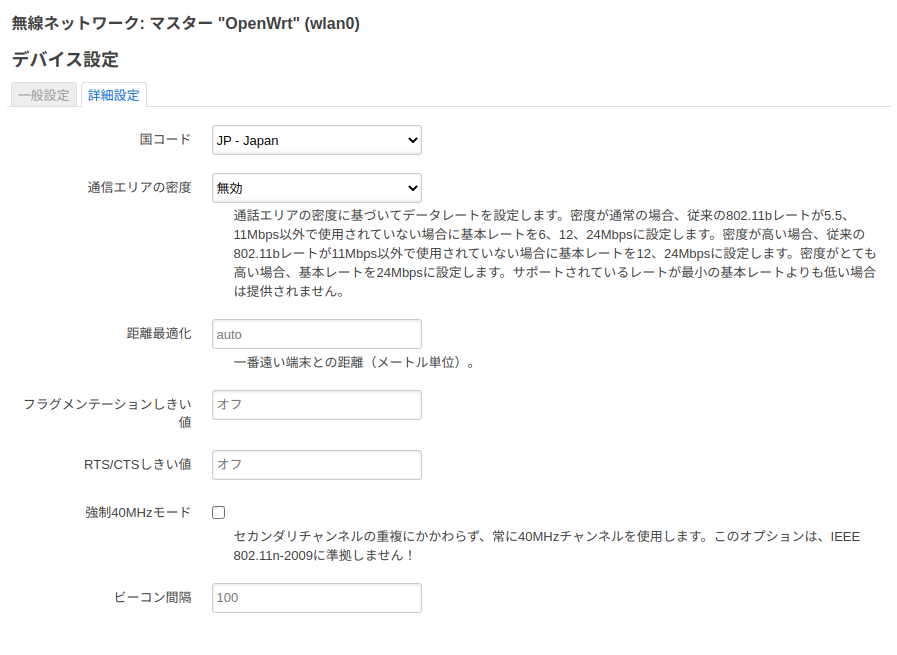 無線ネットワーク: マスター "OpenWrt" (wlan0)
デバイス設定
一般設定
詳細設定
国コード
JP - Japan
通信エリアの密度
無効
通話エリアの密度に基づいてデータレートを設定します。密度が通常の場合、従来の802.11bレートが5.5、
11Mbps以外で使用されていない場合に基本レートを6、12、24Mbpsに設定します。密度が高い場合、従来の
802.11bレートが11Mbps以外で使用されていない場合に基本レートを12、24Mbpsに設定します。密度がとても
高い場合、基本レートを24Mbpsに設定します。サポートされているレートが最小の基本レートよりも低い場合
は提供されません。
距離最適化
auto
一番遠い端末との距離（メートル単位）。
フラグメンテーションしきい
値
オフ
RTS/CTSしきい値
オフ
強制40MHzモード
セカンダリチャンネルの重複にかかわらず、常に40MHzチャンネルを使用します。このオプションは、IEEE
802.11n-2009に準拠しません！
ビーコン間隔
100